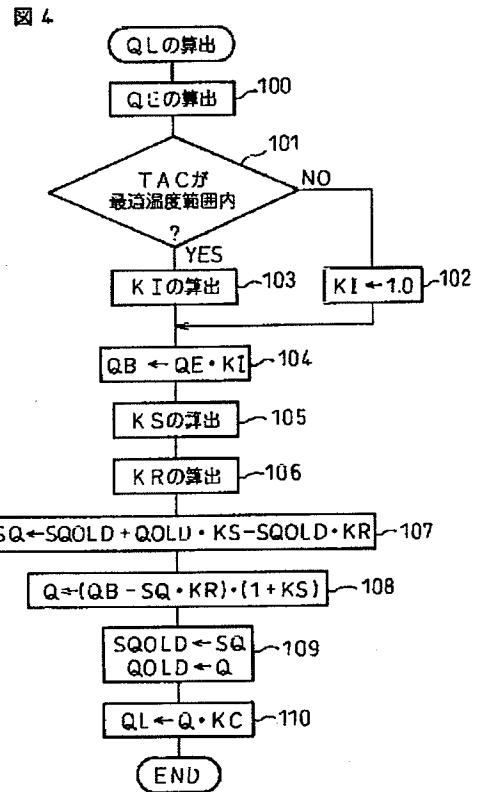 図 4
QLの算出
QEの算出
100
101
TACが
最適温度範囲内
?
NO
YES
KIの算出
103
KI←1.0
102
QB ← QE・KI
104
KSの算出
105
KRの算出
106
SQ←SQOLD+QOLD・KS−SQOLD・KR
107
Q←(QB−SQ・KR)・(1+KS)
108
SQOLD←SQ
QOLD←Q
109
QL←Q・KC
110
END